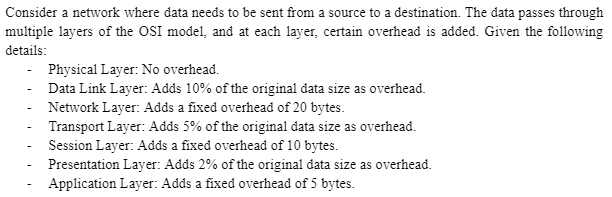 Consider a network where data needs to be sent from a source to a destination. The data passes through
multiple layers of the OSI model, and at each layer, certain overhead is added. Given the following
details:
- Physical Layer: No overhead.
- Data Link Layer: Adds 10% of the original data size as overhead.
- Network Layer: Adds a fixed overhead of 20 bytes.
- Transport Layer: Adds 5% of the original data size as overhead.
- Session Layer: Adds a fixed overhead of 10 bytes.
- Presentation Layer: Adds 2% of the original data size as overhead.
- Application Layer: Adds a fixed overhead of 5 bytes.